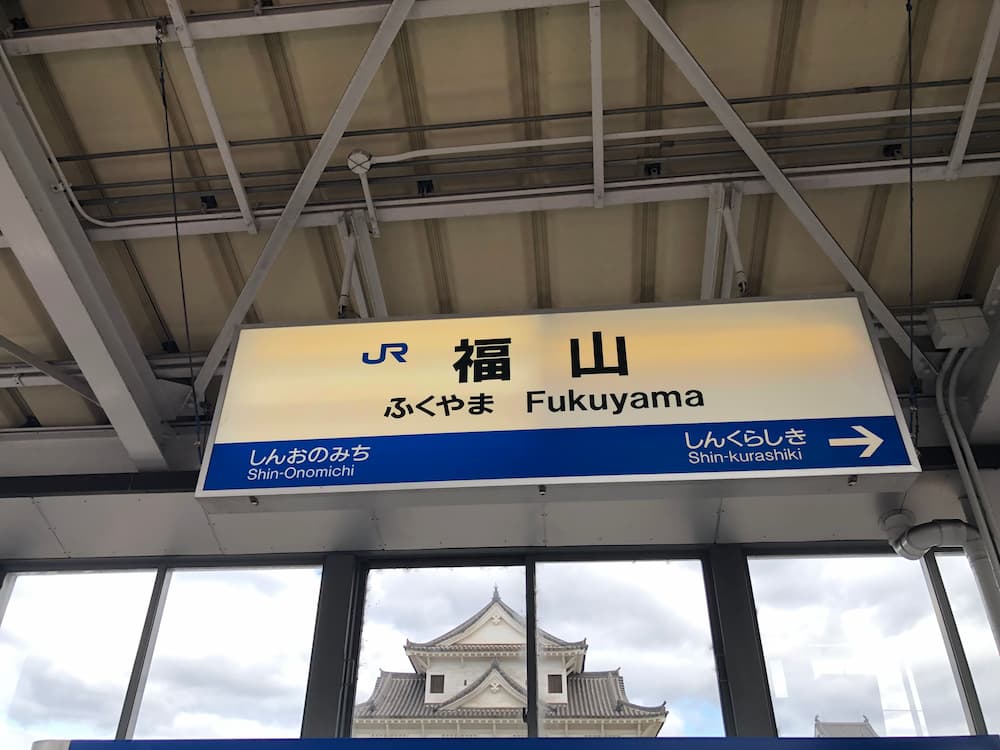 JR 福山
ふくやま Fukuyama
しんおのみち
Shin-Onomichi
しんくらしき →
Shin-kurashiki